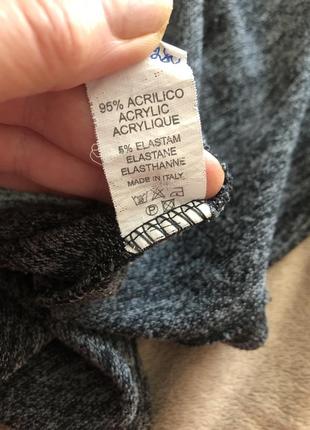 95% ACRILICO
ACRYLIC
ACRYLIQUE
5% ELASTAM
ELASTANE
ELASTHANNE
MADE IN ITALY
P